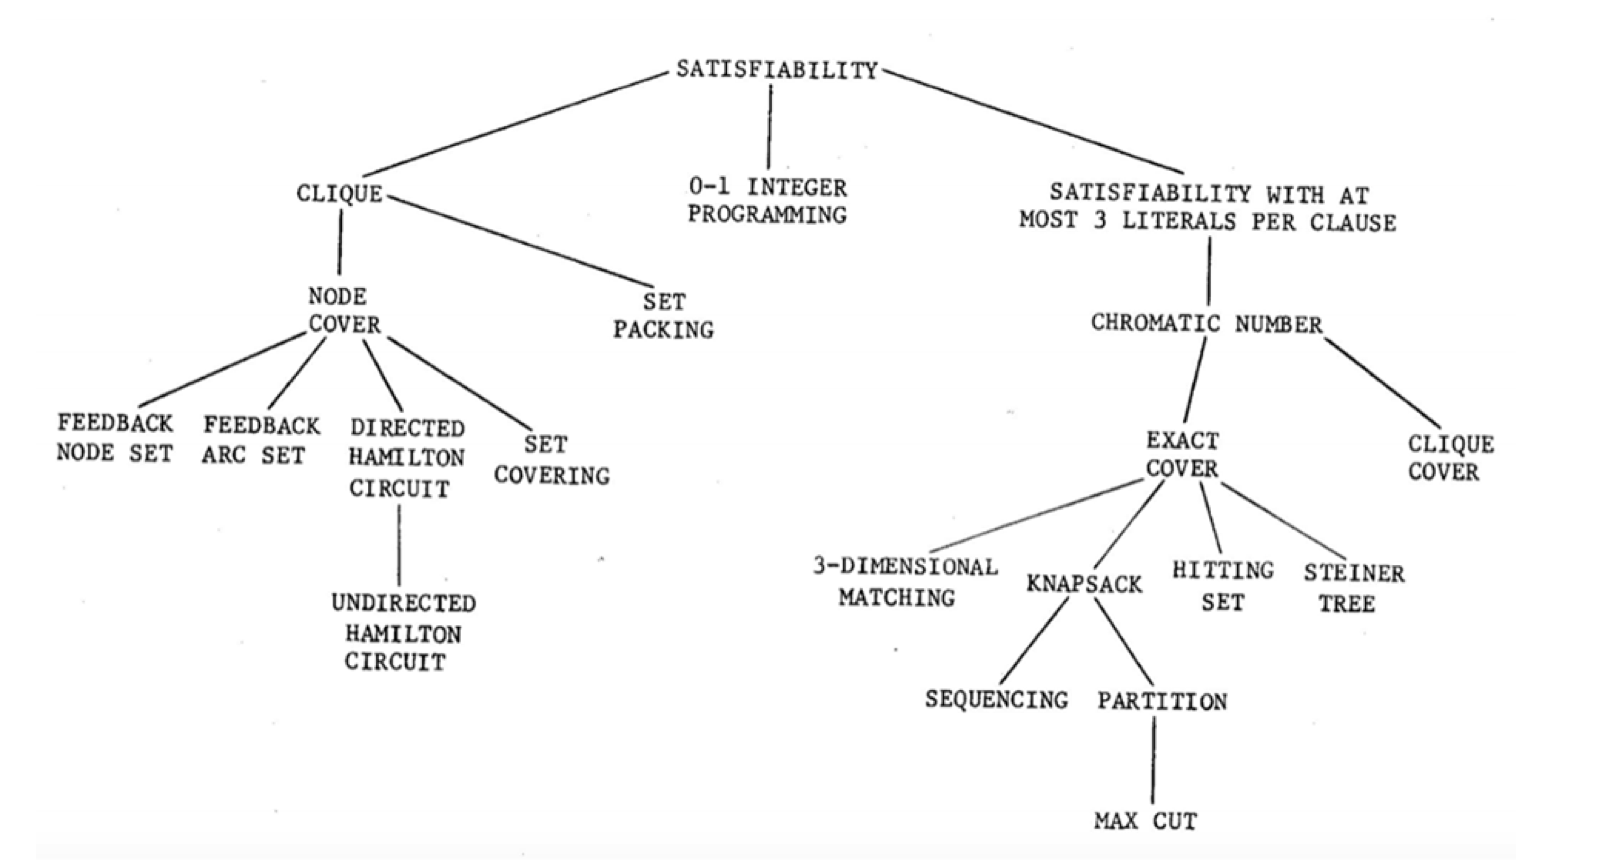 SATISFIABILITY
CLIQUE
0-1 INTEGER
PROGRAMMING
SATISFIABILITY WITH AT
MOST 3 LITERALS PER CLAUSE
NODE
COVER
SET
PACKING
CHROMATIC NUMBER
FEEDBACK
NODE SET
FEEDBACK
ARC SET
DIRECTED
HAMILTON
CIRCUIT
SET
COVERING
EXACT
COVER
CLIQUE
COVER
3-DIMENSIONAL
MATCHING
KNAPSACK
HITTING
SET
STEINER
TREE
UNDIRECTED
HAMILTON
CIRCUIT
SEQUENCING
PARTITION
MAX CUT